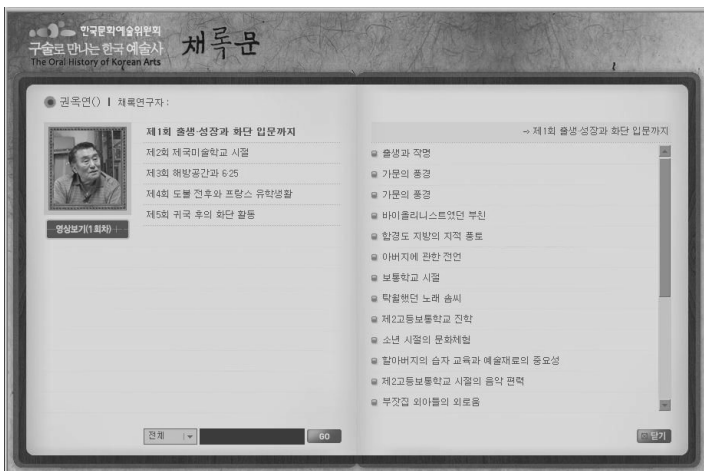 한국문화예술위원회
구술로 만나는 한국 예술사
The Oral History of Korean Arts
채록문
권옥연() | 채록연구자 :
제1회 출생·성장과 화단 입문까지
제2회 제국미술학교 시절
제3회 해방공간과 6·25
제4회 도불 전후와 프랑스 유학생활
제5회 귀국 후의 화단 활동
영상보기(1회차)
전체
GO
→ 제1회 출생·성장과 화단 입문까지
출생과 작명
가문의 풍경
가문의 풍경
바이올리니스트였던 부친
함경도 지방의 지적 풍토
아버지에 관한 전언
보통학교 시절
탁월했던 노래 솜씨
제2고등보통학교 진학
소년 시절의 문화체험
할아버지의 습자 교육과 예술재료의 중요성
제2고등보통학교 시절의 음악 편력
부잣집 외아들의 외로움
닫기